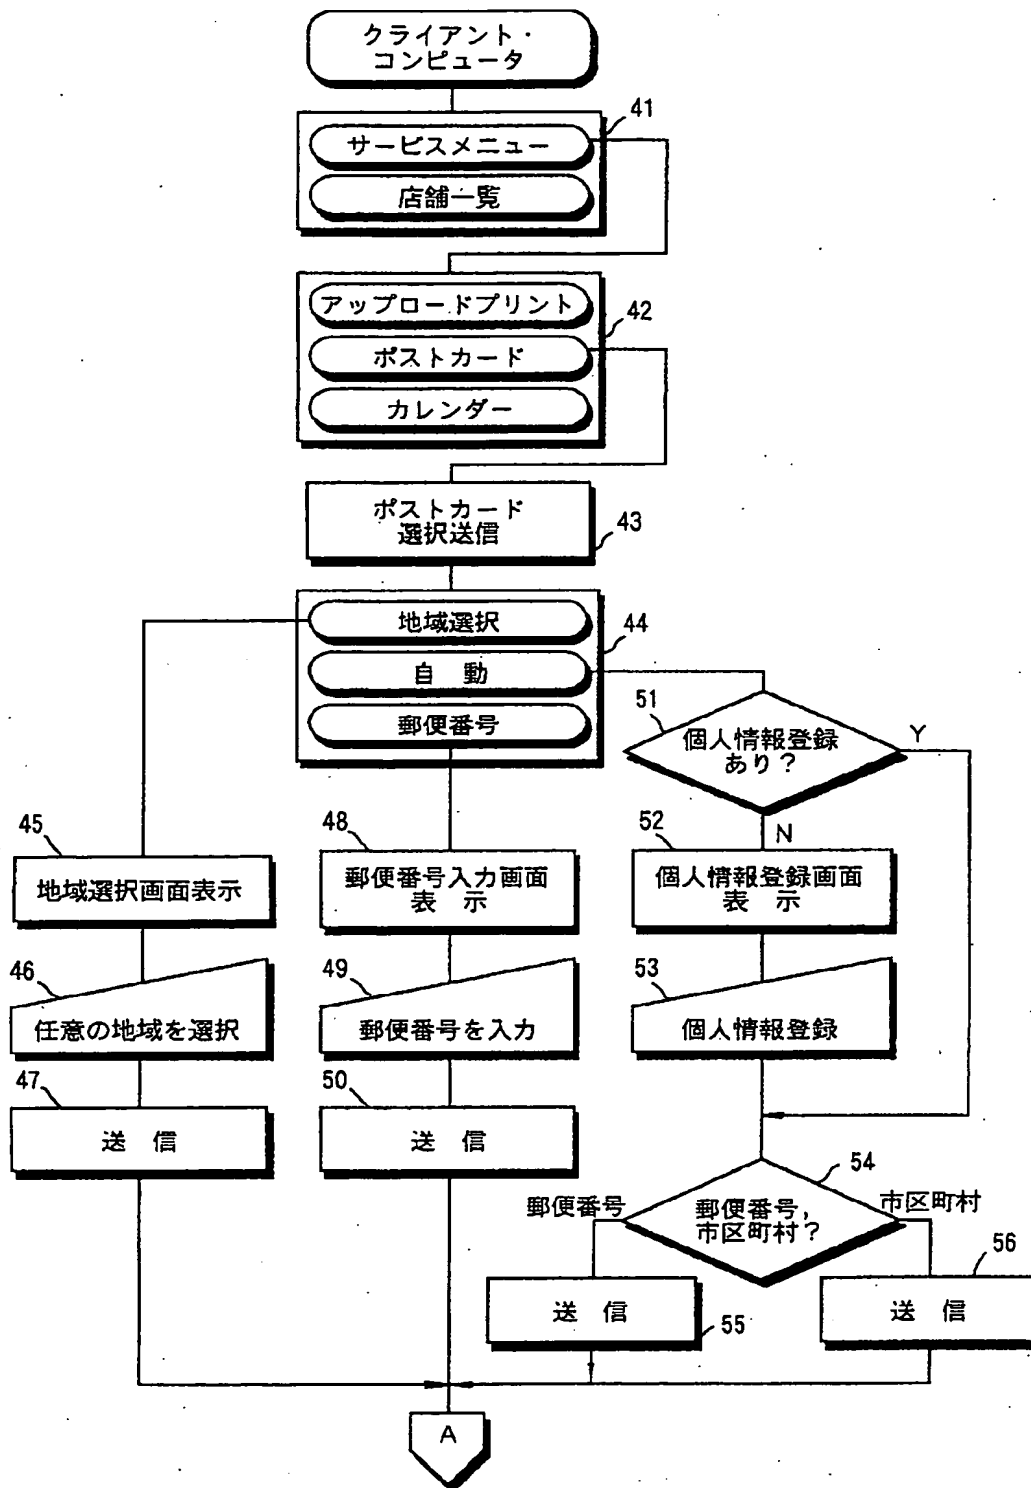 クライアント・
コンピュータ
41
サービスメニュー
店舗一覧
アップロードプリント
42
ポストカード
カレンダー
ポストカード
選択送信
43
地域選択
44
自 動
郵便番号
51
個人情報登録
あり?
Y
N
45
地域選択画面表示
48
郵便番号入力画面
表 示
52
個人情報登録画面
表 示
46
任意の地域を選択
49
郵便番号を入力
53
個人情報登録
47
送 信
50
送 信
54
郵便番号
郵便番号,
市区町村?
市区町村
送 信
55
56
送 信
A